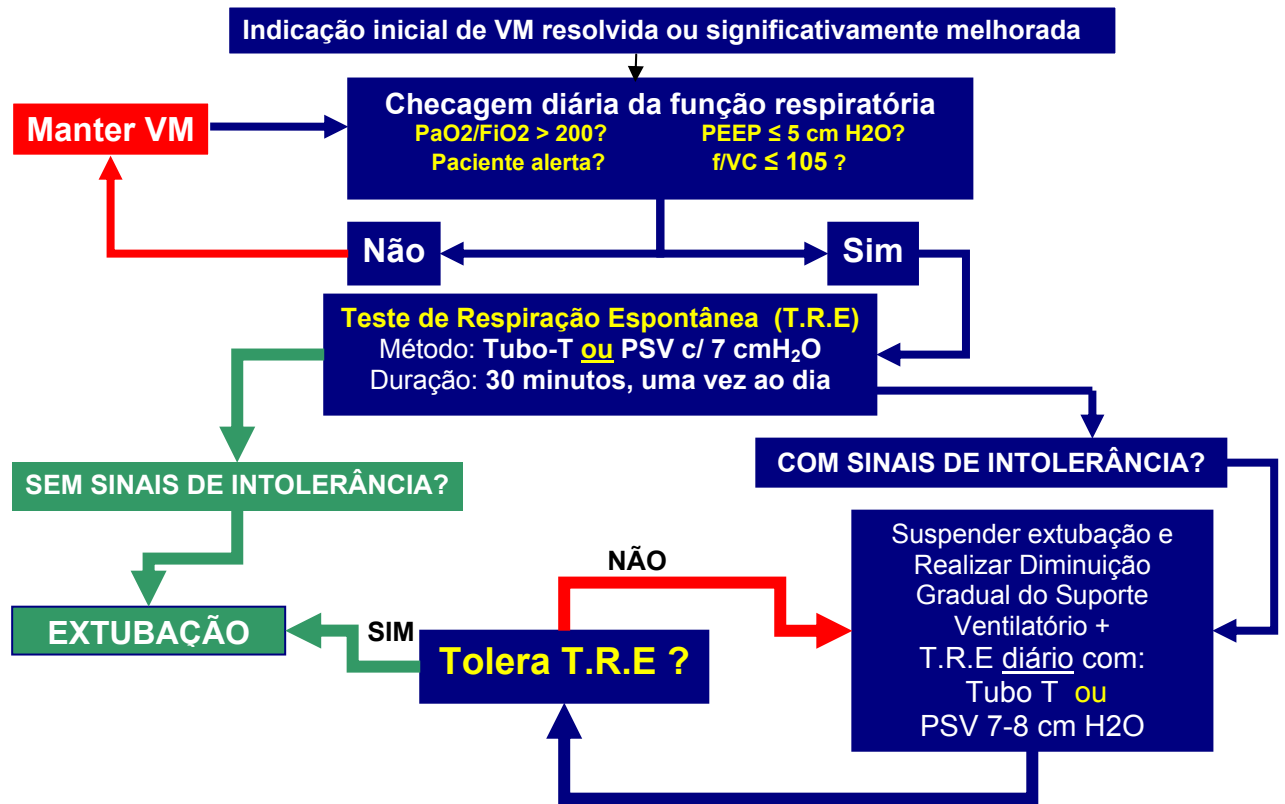 Indicação inicial de VM resolvida ou significativamente melhorada
Checagem diária da função respiratória
PaO2/FiO2 > 200? PEEP ≤ 5 cm H2O?
Paciente alerta? f/VC ≤ 105 ?
Manter VM
Não
Sim
Teste de Respiração Espontânea (T.R.E)
Método: Tubo-T ou PSV c/ 7 cmH₂O
Duração: 30 minutos, uma vez ao dia
SEM SINAIS DE INTOLERÂNCIA?
COM SINAIS DE INTOLERÂNCIA?
Suspender extubação e
Realizar Diminuição
Gradual do Suporte
Ventilatório +
T.R.E diário com:
Tubo T ou
PSV 7-8 cm H2O
NÃO
SIM
EXTUBAÇÃO
Tolera T.R.E ?